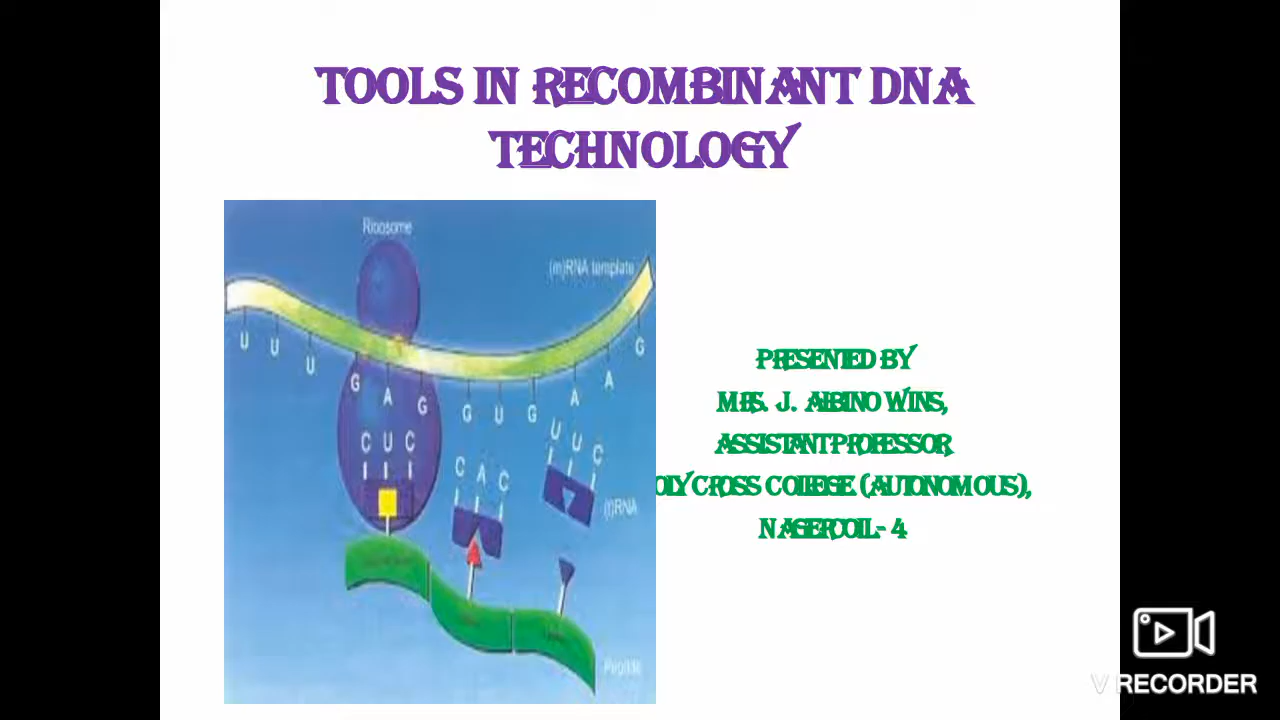 TOOLS IN RECOMBINANT DNA
TECHNOLOGY
Ribosome
(m)RNA template
U U U G A G G U G A A G
C U C
C A C
U U C
(t)RNA
Peptide
PRESENTED BY
MRS. J. ALBINO WINS,
ASSISTANT PROFESSOR,
OLY CROSS COLLEGE (AUTONOMOUS),
NAGERCOIL - 4
V RECORDER